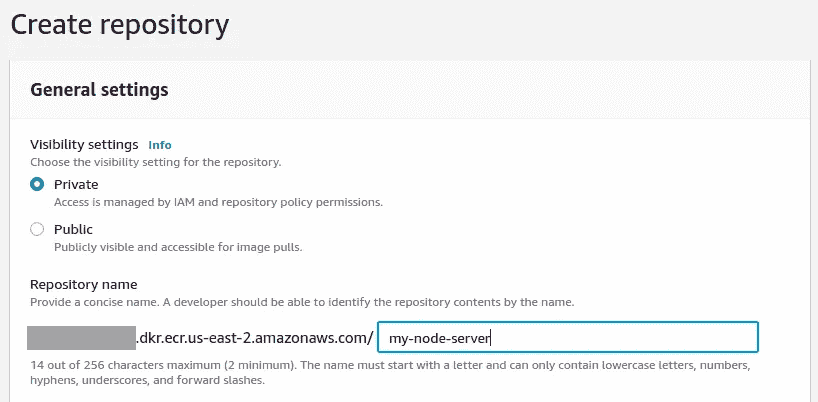 Create repository
General settings
Visibility settings Info
Choose the visibility setting for the repository.
Private
Access is managed by IAM and repository policy permissions.
Public
Publicly visible and accessible for image pulls.
Repository name
Provide a concise name. A developer should be able to identify the repository contents by the name.
.dkr.ecr.us-east-2.amazonaws.com/ my-node-server
14 out of 256 characters maximum (2 minimum). The name must start with a letter and can only contain lowercase letters, numbers,
hyphens, underscores, and forward slashes.